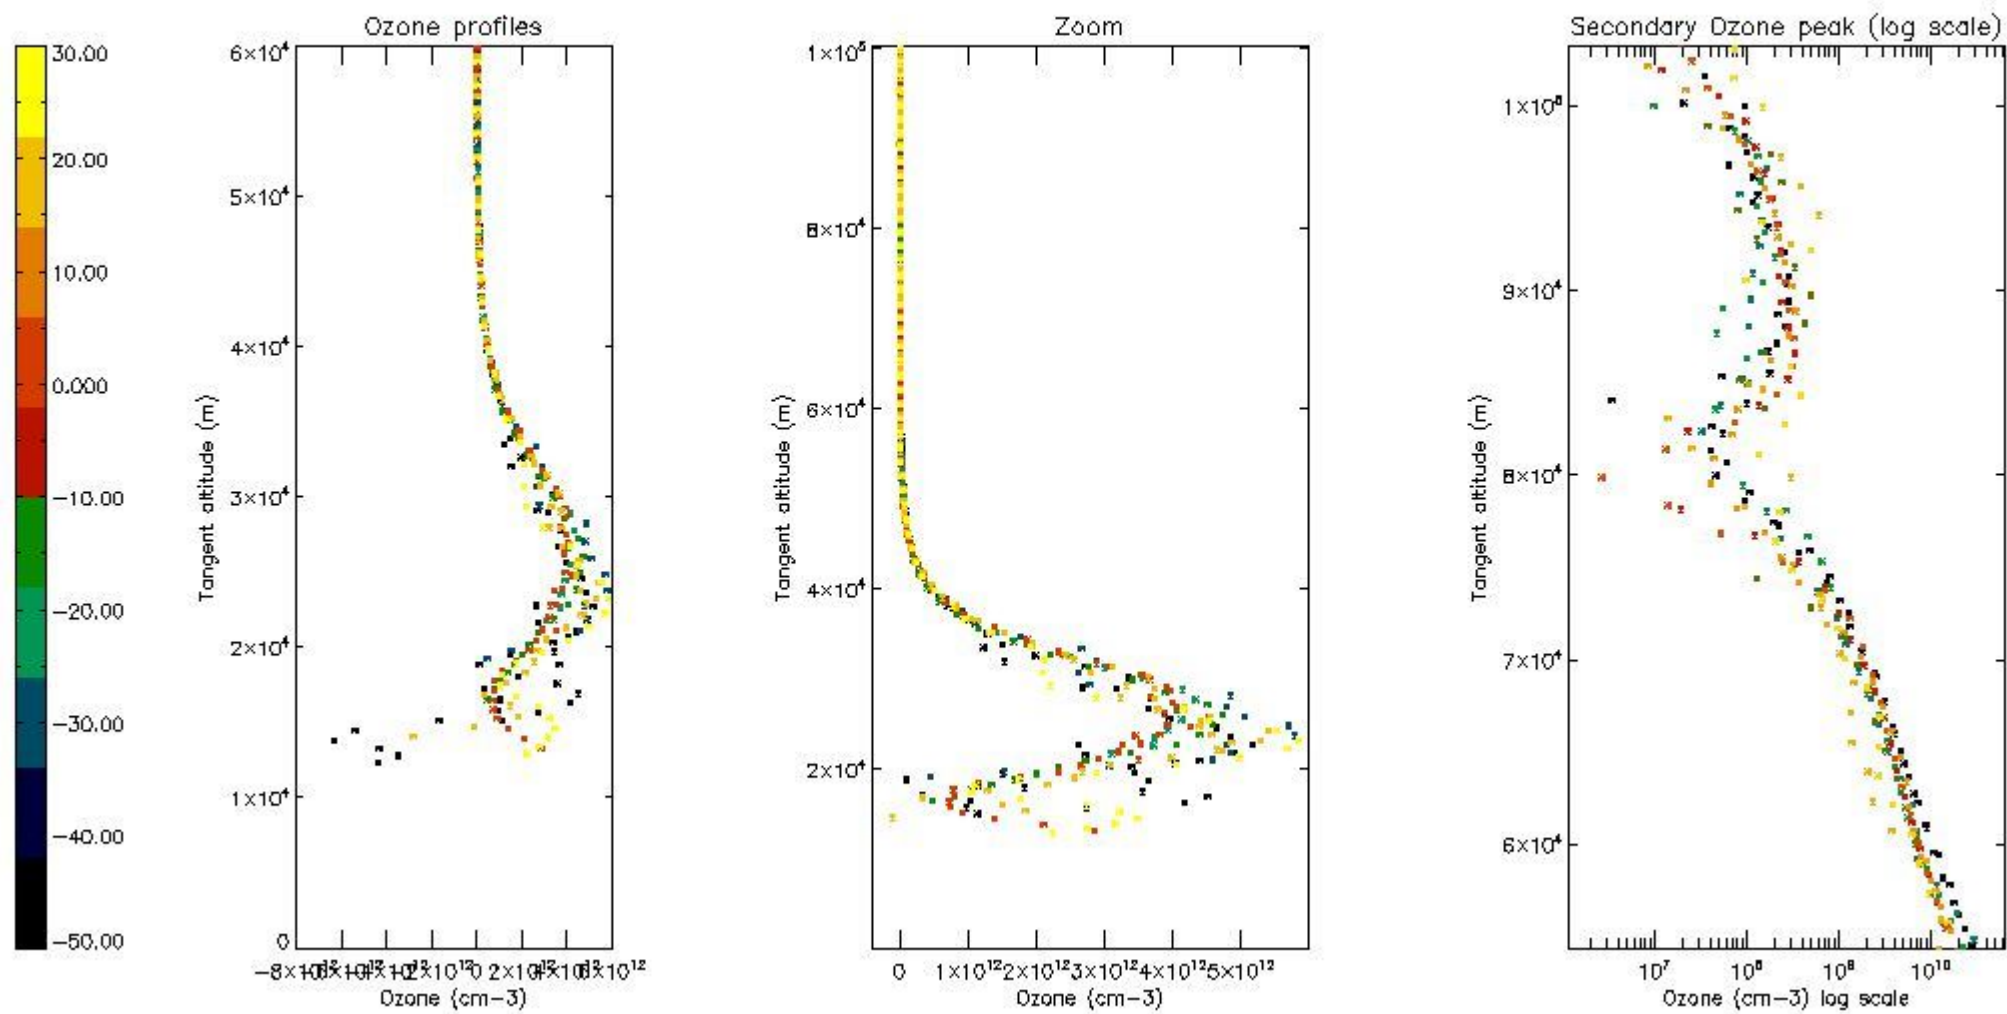 Ozone profiles
Zoom
Secondary Ozone peak (log scale)
30.00
20.00
10.00
0.000
−10.00
−20.00
−30.00
−40.00
−50.00
6×10⁴
5×10⁴
4×10⁴
3×10⁴
2×10⁴
1×10⁴
0
Tangent altitude (m)
0
Ozone (cm−3)
1×10⁵
8×10⁴
6×10⁴
4×10⁴
2×10⁴
Tangent altitude (m)
0 1×10¹² 2×10¹² 3×10¹² 4×10¹² 5×10¹²
Ozone (cm−3)
9×10⁴
8×10⁴
7×10⁴
6×10⁴
Tangent altitude (m)
10⁷ 10⁸ 10⁹ 10¹⁰
Ozone (cm−3) log scale